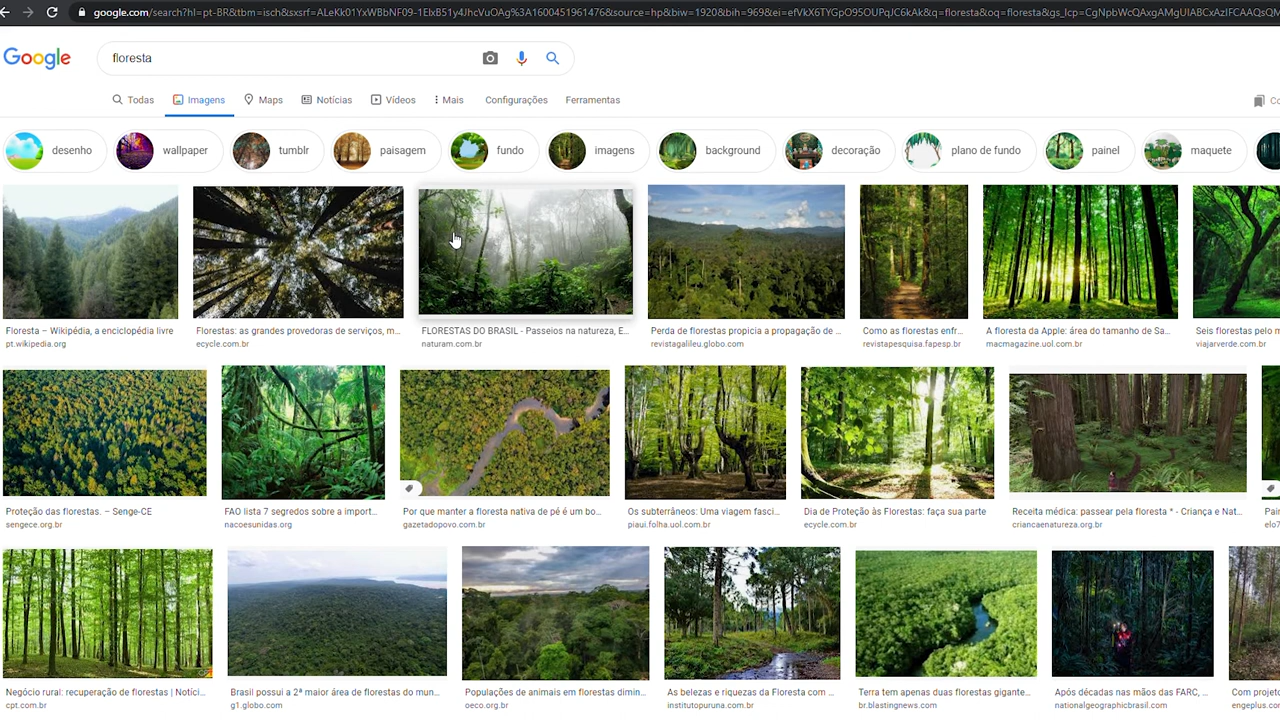 google.com/search?hl=pt-BR&tbm=isch&sxsrf=ALeKk01YxWBbNF09-1ElxB51y4JhcVuOAg%3A1600451961476&source=hp&biw=1920&bih=969&ei=efVkX6TYGpO95OUPqJC6kAk&q=floresta&oq=floresta&gs_lcp=CgNpbWcQAxgAMgUIABCxAzIFCAAQsQM
Google floresta
Todas Imagens Maps Notícias Vídeos Mais Configurações Ferramentas Co
desenho wallpaper tumblr paisagem fundo imagens background decoração plano de fundo painel maquete
Floresta – Wikipédia, a enciclopédia livre Florestas: as grandes provedoras de serviços, m... FLORESTAS DO BRASIL - Passeios na natureza, E... Perda de florestas propicia a propagação de ... Como as florestas enfr... A floresta da Apple: área do tamanho de Sa... Seis florestas pelo m
pt.wikipedia.org ecycle.com.br naturam.com.br revistagalileu.globo.com revistapesquisa.fapesp.br macmagazine.uol.com.br viajarverde.com.br
Proteção das florestas. – Senge-CE FAO lista 7 segredos sobre a import... Por que manter a floresta nativa de pé é um bo... Os subterrâneos: Uma viagem fasci... Dia de Proteção às Florestas: faça sua parte Receita médica: passear pela floresta * - Criança e Nat... Pair
sengece.org.br nacoesunidas.org gazetadopovo.com.br piaui.folha.uol.com.br ecycle.com.br criancaenatureza.org.br elo7
Negócio rural: recuperação de florestas | Notíci... Brasil possui a 2ª maior área de florestas do mun... Populações de animais em florestas dimin... As belezas e riquezas da Floresta com ... Terra tem apenas duas florestas gigante... Após décadas nas mãos das FARC, ... Com projeto
cpt.com.br g1.globo.com oeco.org.br institutopuruna.com.br br.blastingnews.com nationalgeographicbrasil.com engeplus.com